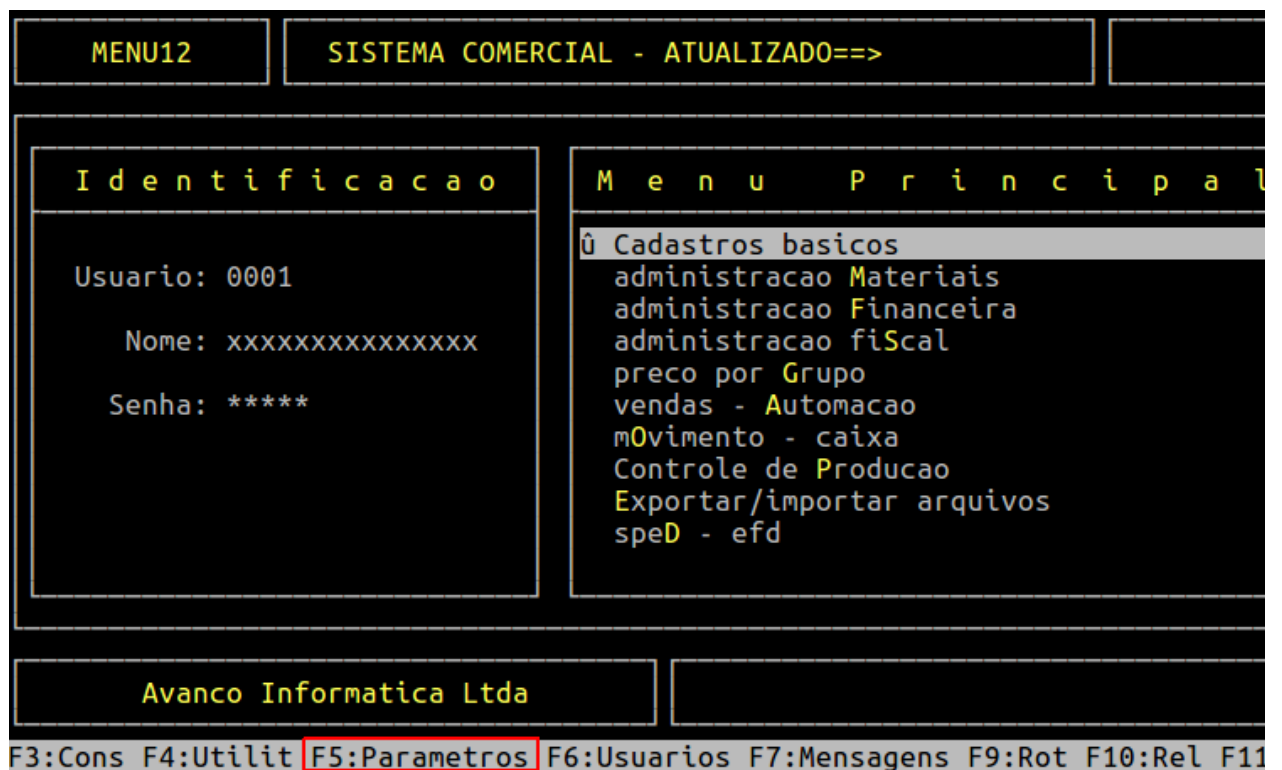 MENU12
SISTEMA COMERCIAL - ATUALIZADO==>
I d e n t i f i c a c a o
Usuario: 0001
Nome: xxxxxxxxxxxxxxx
Senha: *****
M e n u P r i n c i p a l
û Cadastros basicos
administracao Materiais
administracao Financeira
administracao fiScal
preco por Grupo
vendas - Automacao
mOvimento - caixa
Controle de Producao
Exportar/importar arquivos
speD - efd
Avanco Informatica Ltda
F3:Cons F4:Utilit F5:Parametros F6:Usuarios F7:Mensagens F9:Rot F10:Rel F11